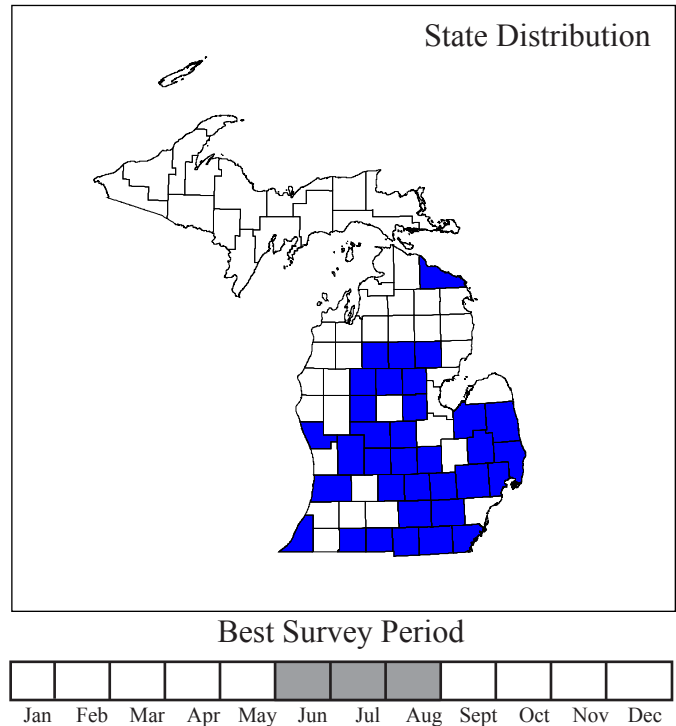 State Distribution
Best Survey Period
Jan Feb Mar Apr May Jun Jul Aug Sept Oct Nov Dec